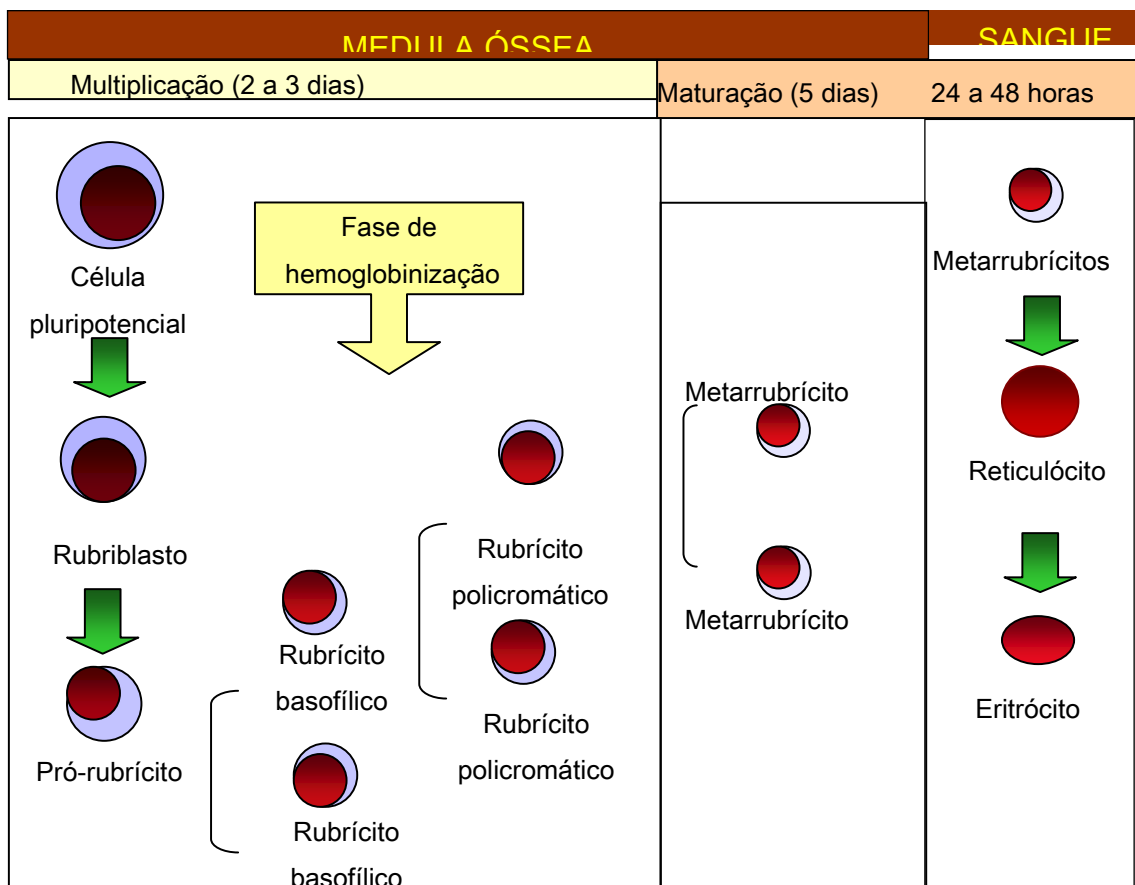 MEDULA ÓSSEA
SANGUE
Multiplicação (2 a 3 dias)
Maturação (5 dias)
24 a 48 horas
Célula
pluripotencial
Fase de
hemoglobinização
Rubriblasto
Pró-rubrícito
Rubrícito
basofílico
Rubrícito
basofílico
Rubrícito
policromático
Rubrícito
policromático
Metarrubrícito
Metarrubrícito
Metarrubrícitos
Reticulócito
Eritrócito